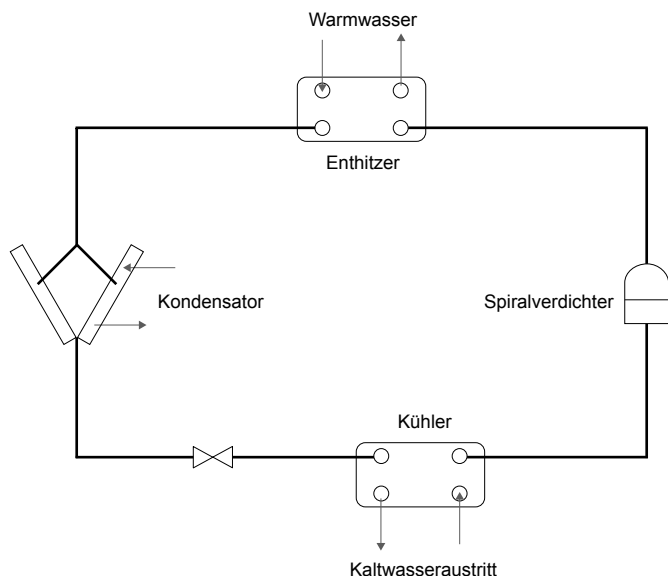 Warmwasser
Enthitzer
Kondensator
Spiralverdichter
Kühler
Kaltwasseraustritt